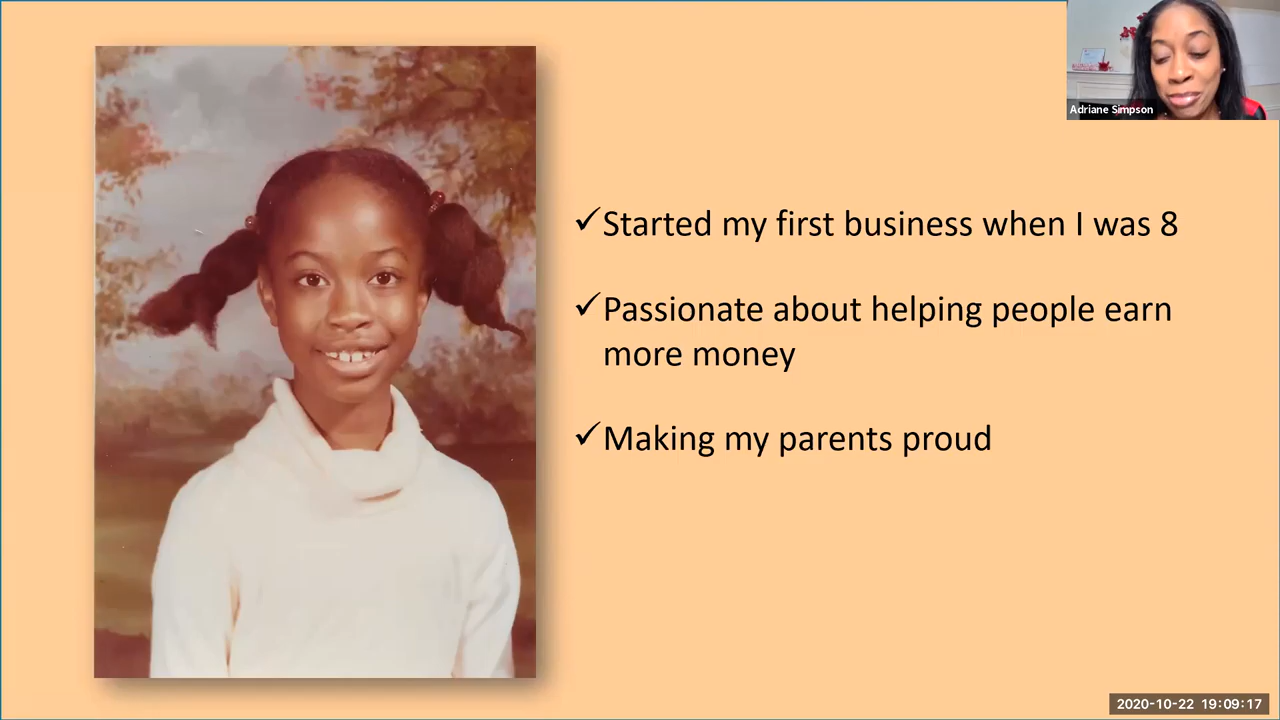 Adriane Simpson
✓Started my first business when I was 8
✓Passionate about helping people earn
more money
✓Making my parents proud
2020-10-22 19:09:17